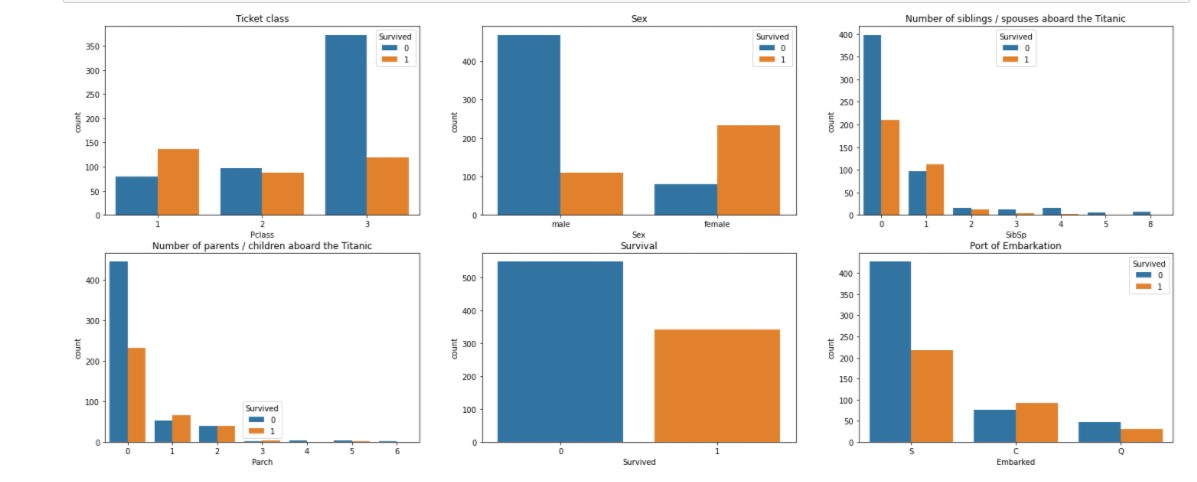 Ticket class
Survived
0
1
350
300
250
200
150
100
50
0
count
1 2 3
Pclass
Sex
Survived
0
1
400
300
200
100
0
count
male female
Sex
Number of siblings / spouses aboard the Titanic
Survived
0
1
400
350
300
250
200
150
100
50
0
count
0 1 2 3 4 5 8
SibSp
Number of parents / children aboard the Titanic
400
300
200
100
0
count
Survived
0
1
0 1 2 3 4 5 6
Parch
Survival
500
400
300
200
100
0
count
0 1
Survived
Port of Embarkation
Survived
0
1
400
350
300
250
200
150
100
50
0
count
S C Q
Embarked